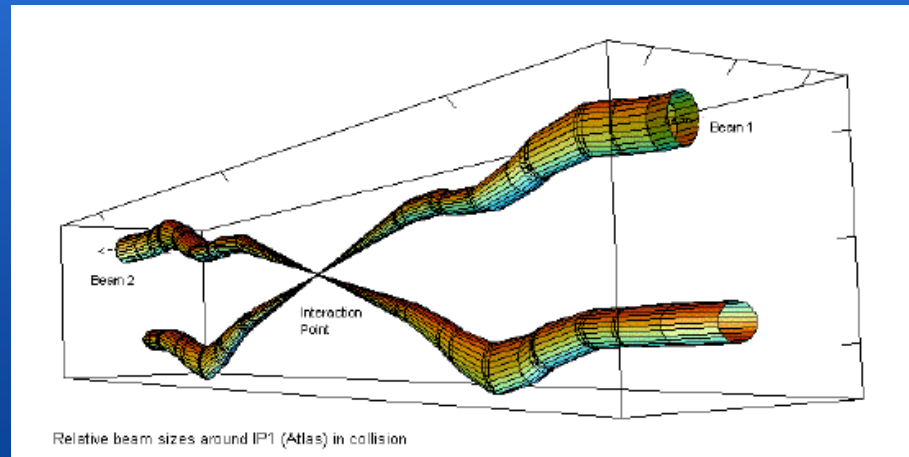 Beam 1
Beam 2
Interaction
Point
Relative beam sizes around IP1 (Atlas) in collision